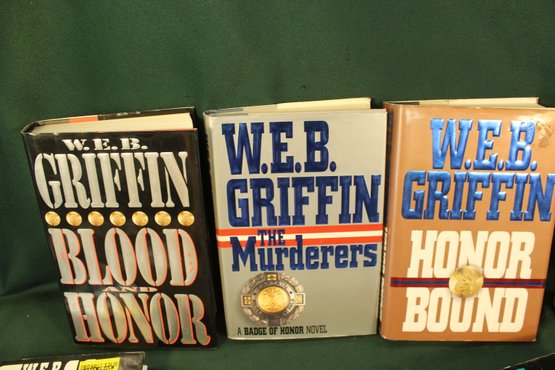 W.E.B.
GRIFFIN
BLOOD
AND
HONOR
W.E.B.
GRIFFIN
THE
Murderers
A BADGE OF HONOR NOVEL
W.E.B.
GRIFFIN
HONOR
BOUND
W.E.B.